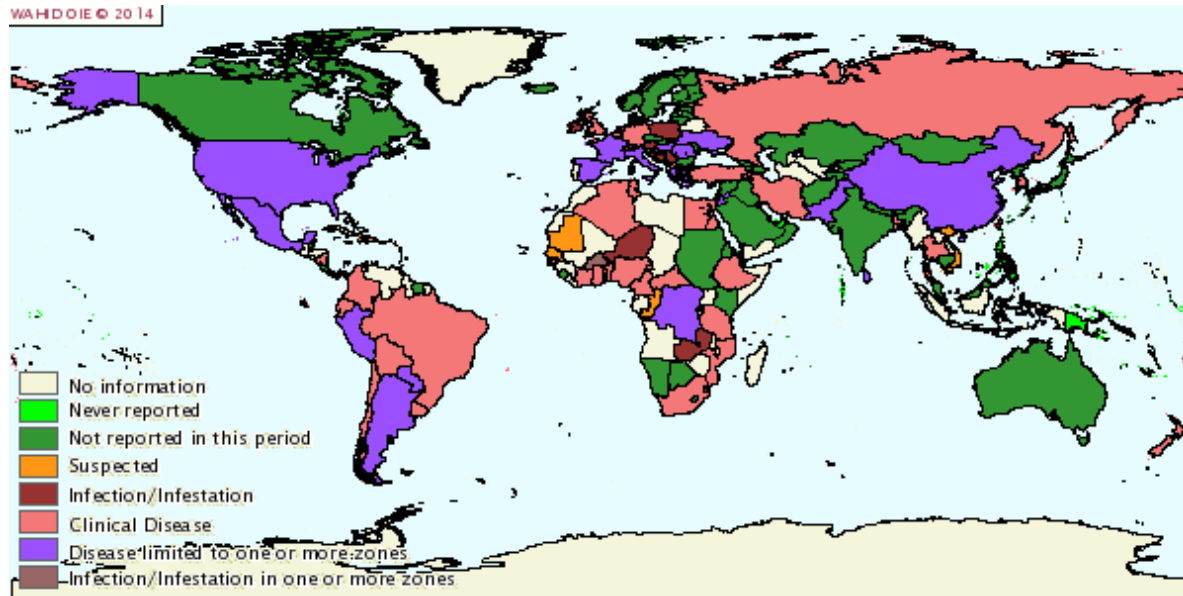 WAHID OIE © 2014
No information
Never reported
Not reported in this period
Suspected
Infection/Infestation
Clinical Disease
Disease limited to one or more zones
Infection/Infestation in one or more zones